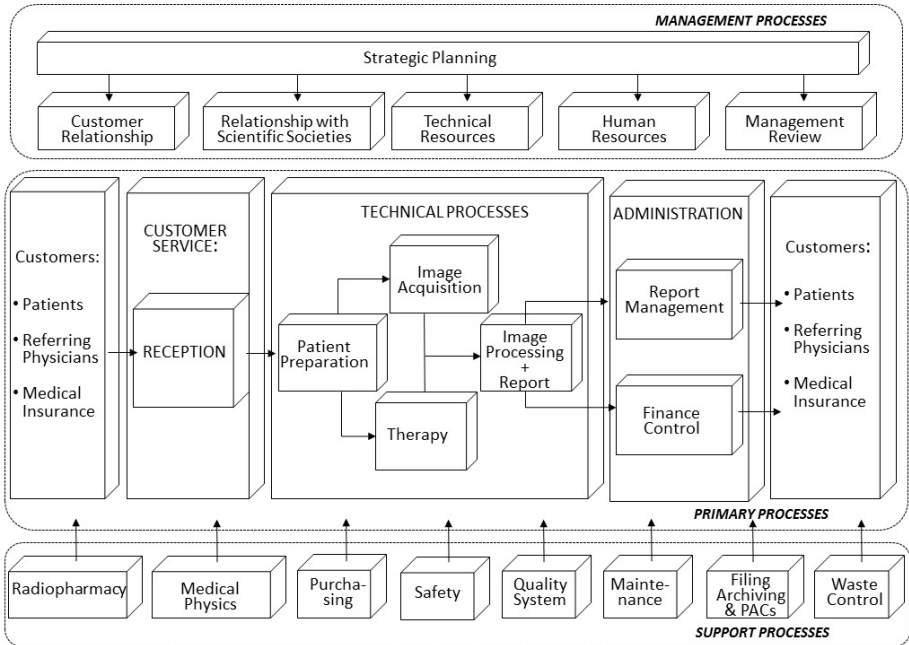 MANAGEMENT PROCESSES
Strategic Planning
Customer
Relationship
Relationship with
Scientific Societies
Technical
Resources
Human
Resources
Management
Review
Customers:
• Patients
• Referring
Physicians
• Medical
Insurance
CUSTOMER
SERVICE:
RECEPTION
TECHNICAL PROCESSES
Image
Acquisition
Patient
Preparation
Therapy
Image
Processing
+
Report
ADMINISTRATION
Report
Management
Finance
Control
Customers:
• Patients
• Referring
Physicians
• Medical
Insurance
PRIMARY PROCESSES
Radiopharmacy
Medical
Physics
Purcha-
sing
Safety
Quality
System
Mainte-
nance
Filing
Archiving
& PACs
Waste
Control
SUPPORT PROCESSES